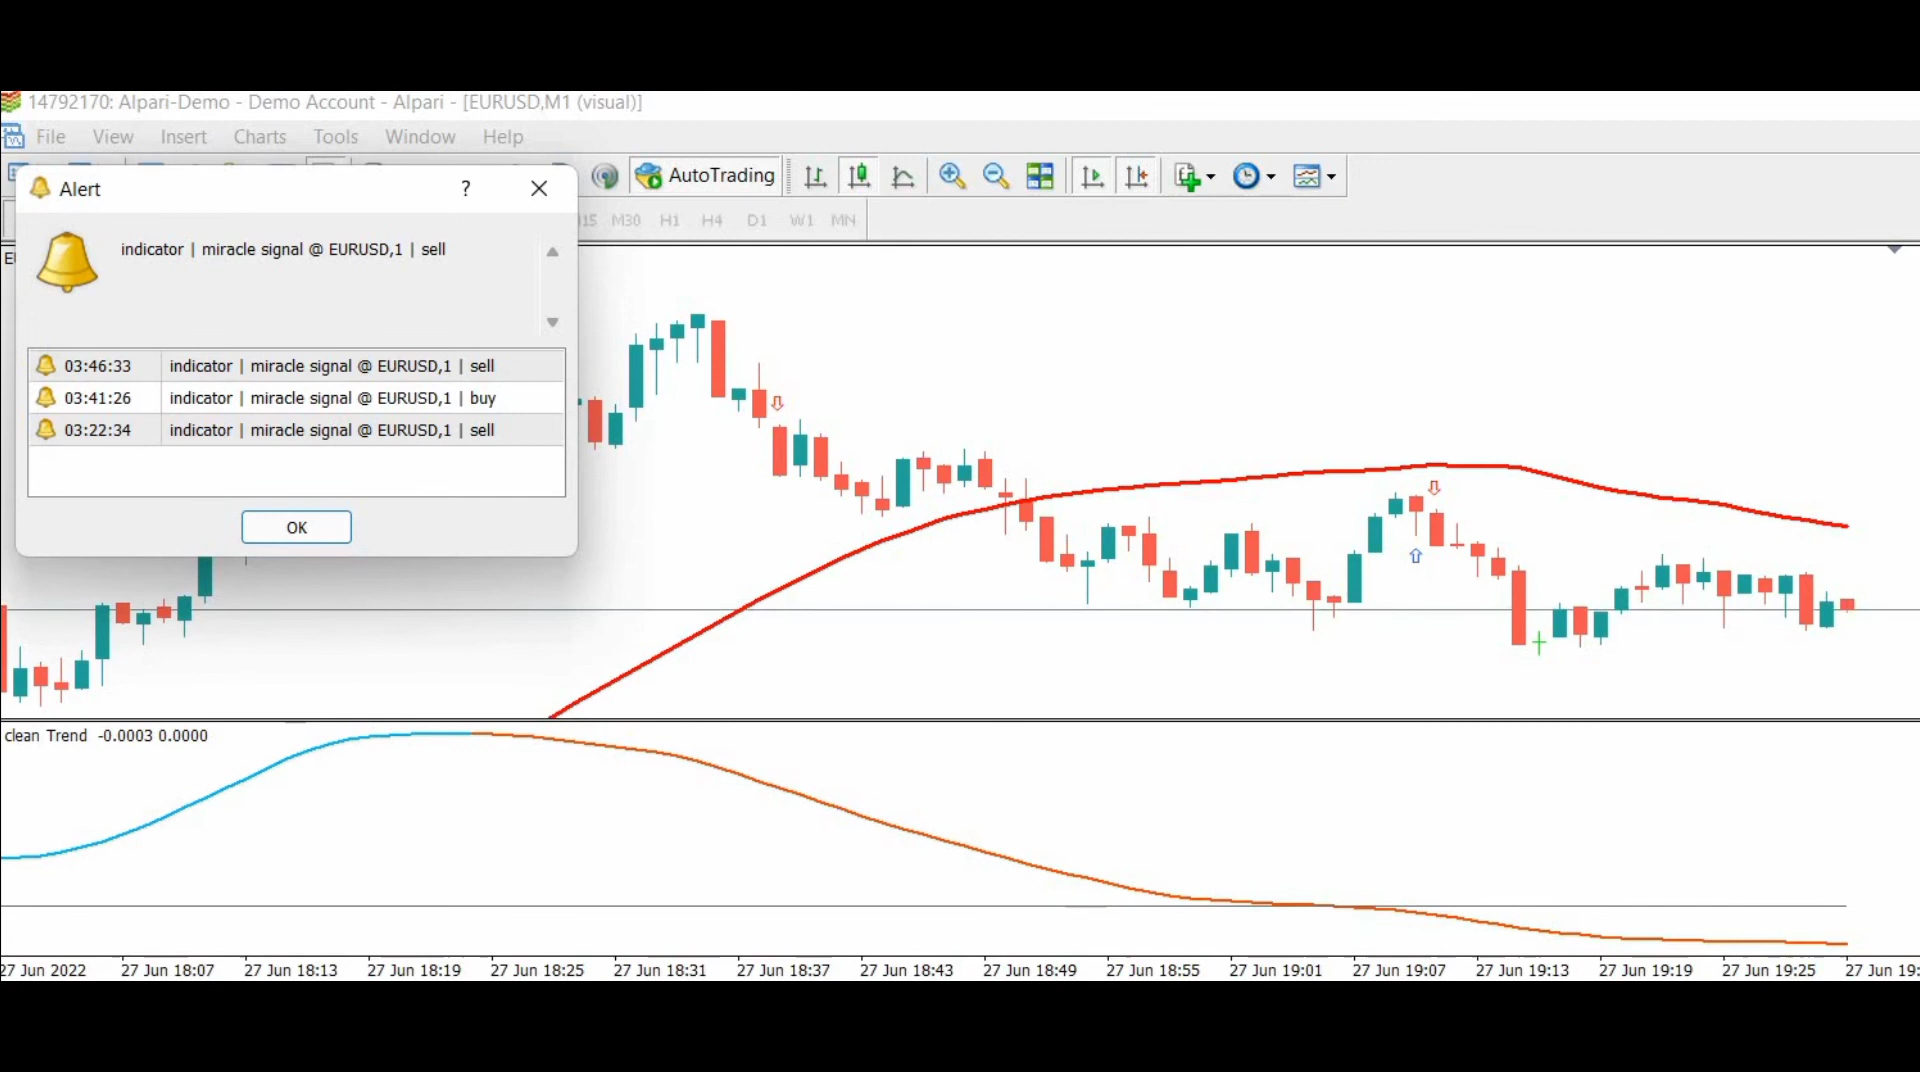 14792170: Alpari-Demo - Demo Account - Alpari - [EURUSD,M1 (visual)]
File View Insert Charts Tools Window Help
AutoTrading
Alert ?
M30 H1 H4 D1 W1 MN
indicator | miracle signal @ EURUSD,1 | sell
03:46:33 indicator | miracle signal @ EURUSD,1 | sell
03:41:26 indicator | miracle signal @ EURUSD,1 | buy
03:22:34 indicator | miracle signal @ EURUSD,1 | sell
OK
clean Trend -0.0003 0.0000
27 Jun 2022 27 Jun 18:07 27 Jun 18:13 27 Jun 18:19 27 Jun 18:25 27 Jun 18:31 27 Jun 18:37 27 Jun 18:43 27 Jun 18:49 27 Jun 18:55 27 Jun 19:01 27 Jun 19:07 27 Jun 19:13 27 Jun 19:19 27 Jun 19:25 27 Jun 19: